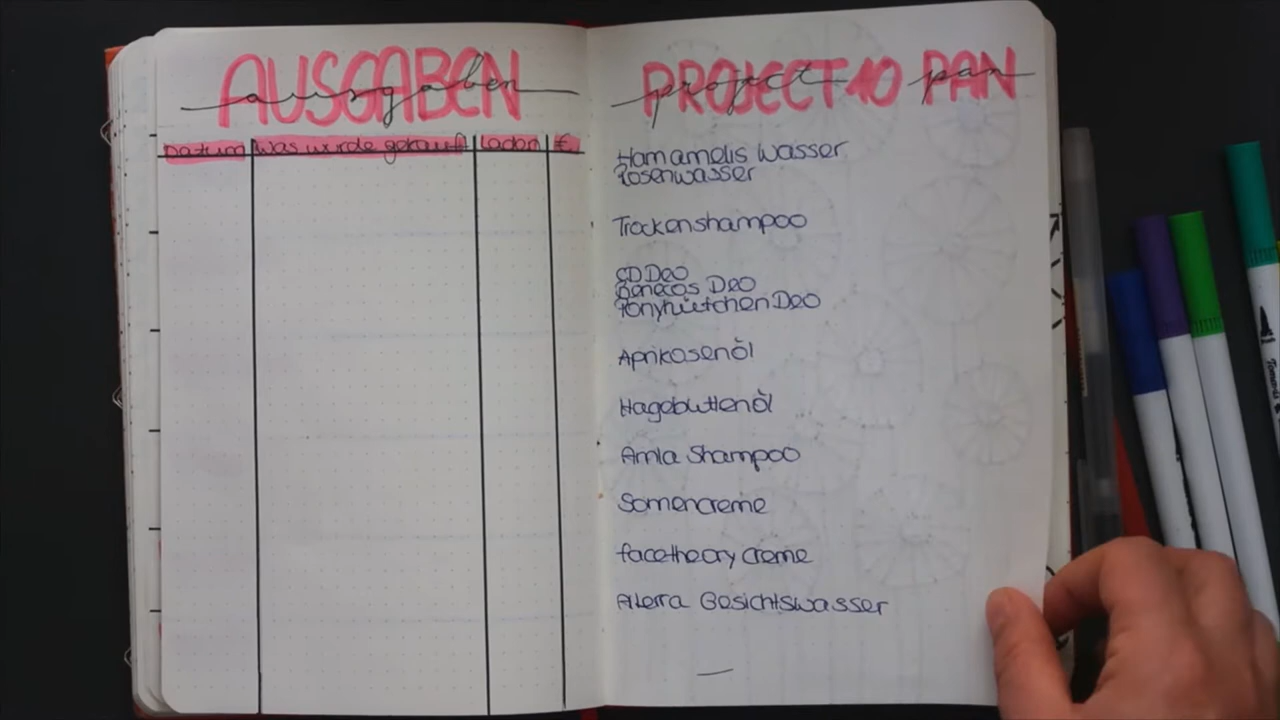 AUSGABEN
ausgaben
Datum Was wurde gekauft Laden €
PROJECT 10 PAN
project pan
Hamamelis Wasser
Rosenwasser
Trockenshampoo
CD Deo
Benecos Deo
Ponyhütchen Deo
Aprikosenöl
Hagebuttenöl
Amla Shampoo
Samencreme
facetheory creme
Alterra Gesichtswasser